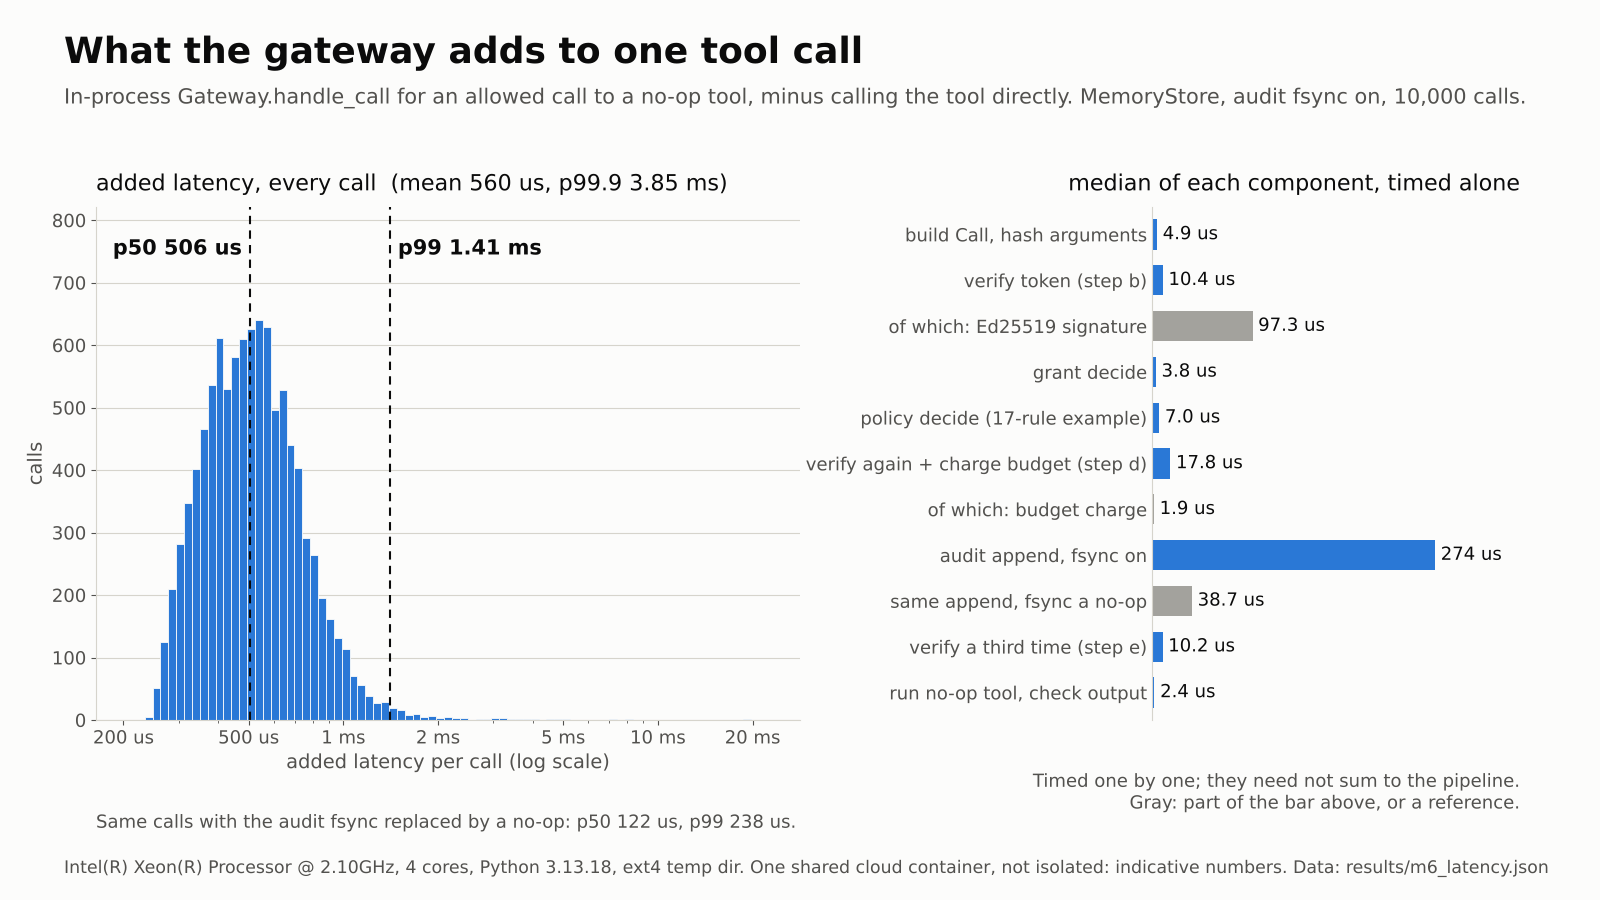 What the gateway adds to one tool call
In-process Gateway.handle_call for an allowed call to a no-op tool, minus calling the tool directly. MemoryStore, audit fsync on, 10,000 calls.
added latency, every call (mean 560 us, p99.9 3.85 ms)
800
700
600
500
400
300
200
100
0
calls
p50 506 us
p99 1.41 ms
200 us
500 us
1 ms
2 ms
5 ms
10 ms
20 ms
added latency per call (log scale)
Same calls with the audit fsync replaced by a no-op: p50 122 us, p99 238 us.
median of each component, timed alone
build Call, hash arguments 4.9 us
verify token (step b) 10.4 us
of which: Ed25519 signature 97.3 us
grant decide 3.8 us
policy decide (17-rule example) 7.0 us
verify again + charge budget (step d) 17.8 us
of which: budget charge 1.9 us
audit append, fsync on 274 us
same append, fsync a no-op 38.7 us
verify a third time (step e) 10.2 us
run no-op tool, check output 2.4 us
Timed one by one; they need not sum to the pipeline.
Gray: part of the bar above, or a reference.
Intel(R) Xeon(R) Processor @ 2.10GHz, 4 cores, Python 3.13.18, ext4 temp dir. One shared cloud container, not isolated: indicative numbers. Data: results/m6_latency.json